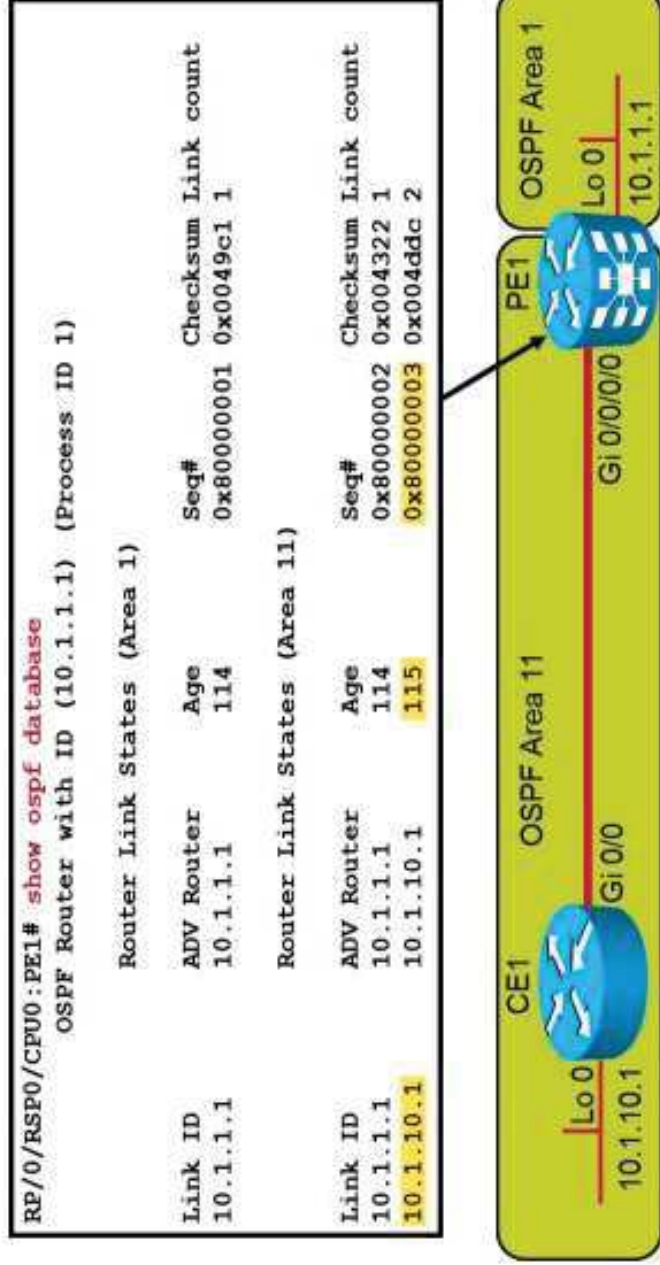 RP/0/RSP0/CPU0:PE1# show ospf database
OSPF Router with ID (10.1.1.1) (Process ID 1)
Router Link States (Area 1)
Link ID ADV Router Age Seq# Checksum Link count
10.1.1.1 10.1.1.1 114 0x80000001 0x0049c1 1
Router Link States (Area 11)
Link ID ADV Router Age Seq# Checksum Link count
10.1.1.1 10.1.1.1 114 0x80000002 0x004322 1
10.1.10.1 10.1.10.1 115 0x80000003 0x004ddc 2
CE1
OSPF Area 11
PE1
OSPF Area 1
Lo 0
10.1.10.1
Gi 0/0
Gi 0/0/0/0
Lo 0
10.1.1.1